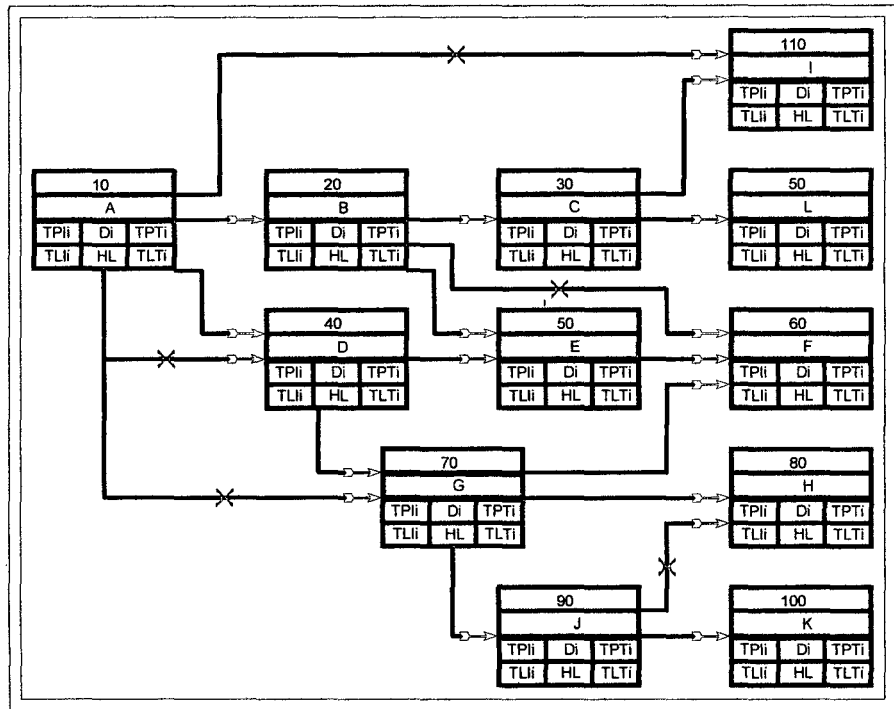 110
I
TPIi Di TPTi
TLIi HL TLTi
10
A
TPIi Di TPTi
TLIi HL TLTi
20
B
TPIi Di TPTi
TLIi HL TLTi
30
C
TPIi Di TPTi
TLIi HL TLTi
50
L
TPIi Di TPTi
TLIi HL TLTi
40
D
TPIi Di TPTi
TLIi HL TLTi
50
E
TPIi Di TPTi
TLIi HL TLTi
60
F
TPIi Di TPTi
TLIi HL TLTi
70
G
TPIi Di TPTi
TLIi HL TLTi
80
H
TPIi Di TPTi
TLIi HL TLTi
90
J
TPIi Di TPTi
TLIi HL TLTi
100
K
TPIi Di TPTi
TLIi HL TLTi